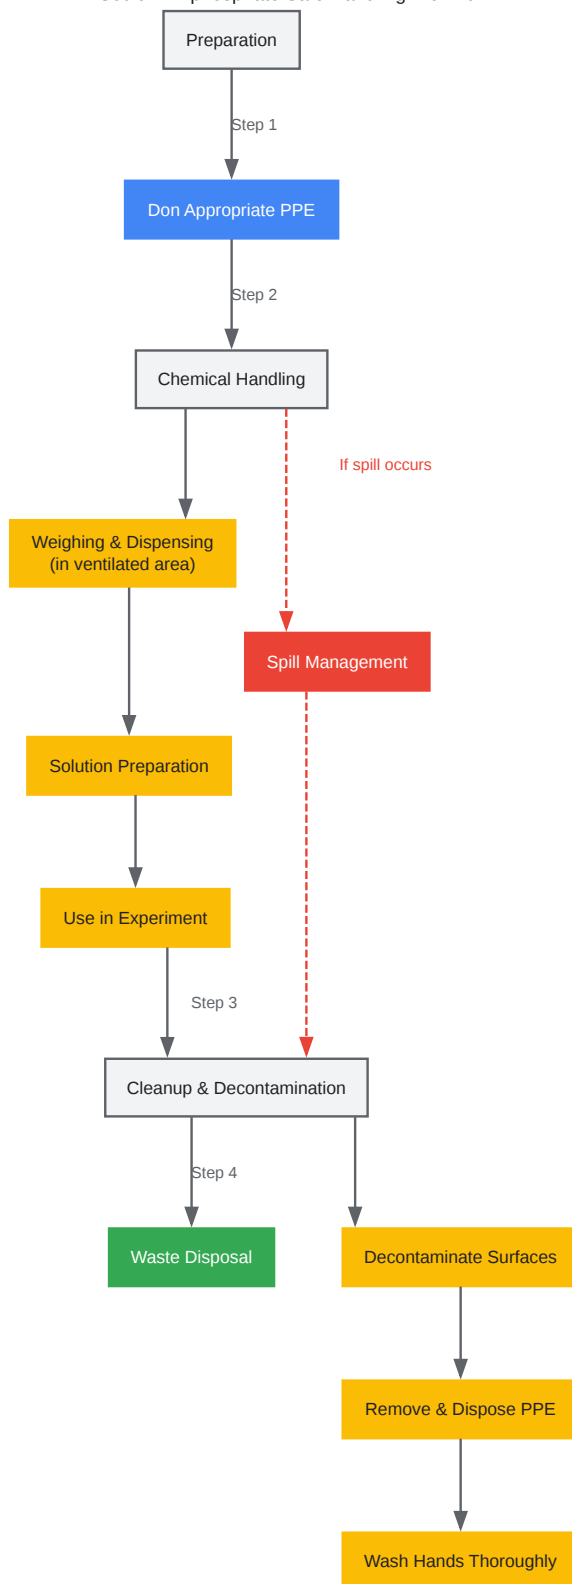 Preparation
Step 1
Don Appropriate PPE
Step 2
Chemical Handling
If spill occurs
Weighing & Dispensing
(in ventilated area)
Spill Management
Solution Preparation
Use in Experiment
Step 3
Cleanup & Decontamination
Step 4
Waste Disposal
Decontaminate Surfaces
Remove & Dispose PPE
Wash Hands Thoroughly